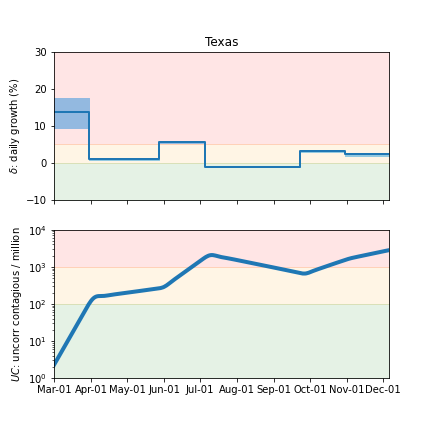 Texas
δ: daily growth (%)
30
20
10
0
−10
UC: uncorr contagious / million
10⁴
10³
10²
10¹
10⁰
Mar-01 Apr-01 May-01 Jun-01 Jul-01 Aug-01 Sep-01 Oct-01 Nov-01 Dec-01